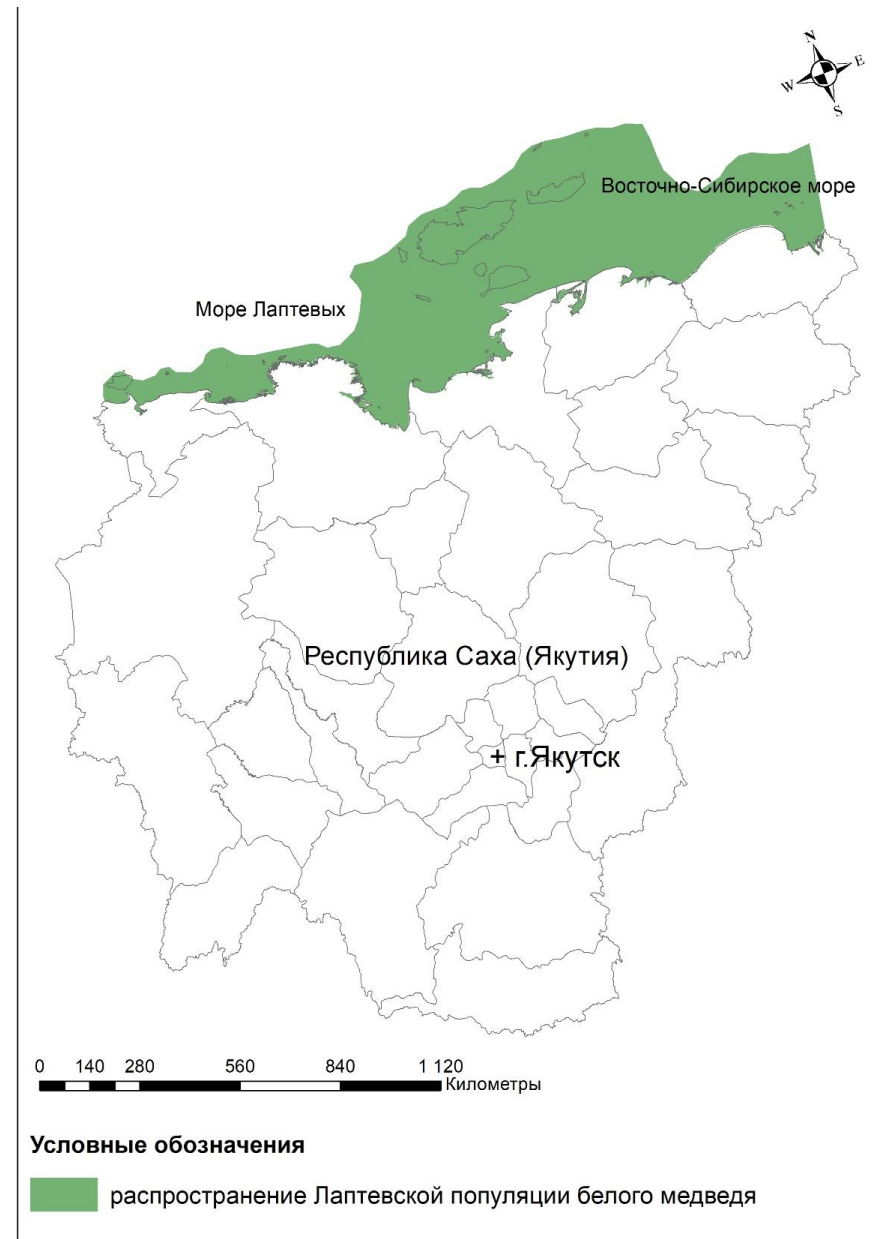 N
W
E
S
Восточно-Сибирское море
Море Лаптевых
Республика Саха (Якутия)
+ г.Якутск
0 140 280 560 840 1 120
Километры
Условные обозначения
распространение Лаптевской популяции белого медведя